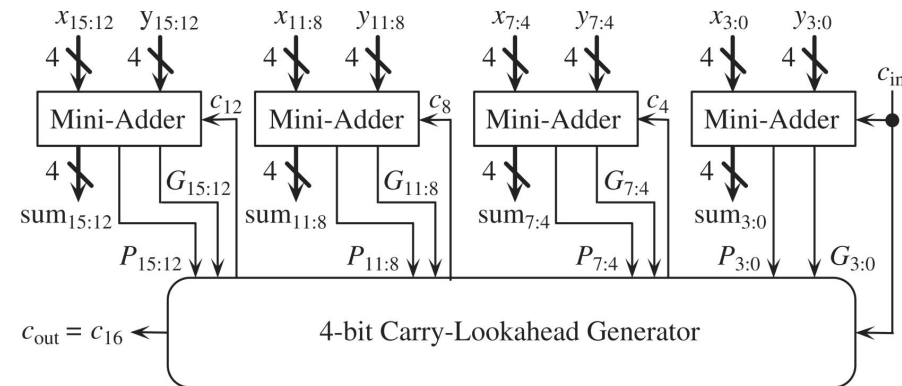 x15:12 y15:12 x11:8 y11:8 x7:4 y7:4 x3:0 y3:0
4 4 4 4 4 4 4 4
cin
c12 c8 c4
Mini-Adder Mini-Adder Mini-Adder Mini-Adder
4 4 4 4
G15:12 G11:8 G7:4
sum15:12 sum11:8 sum7:4 sum3:0
P15:12 P11:8 P7:4 P3:0 G3:0
cout = c16
4-bit Carry-Lookahead Generator